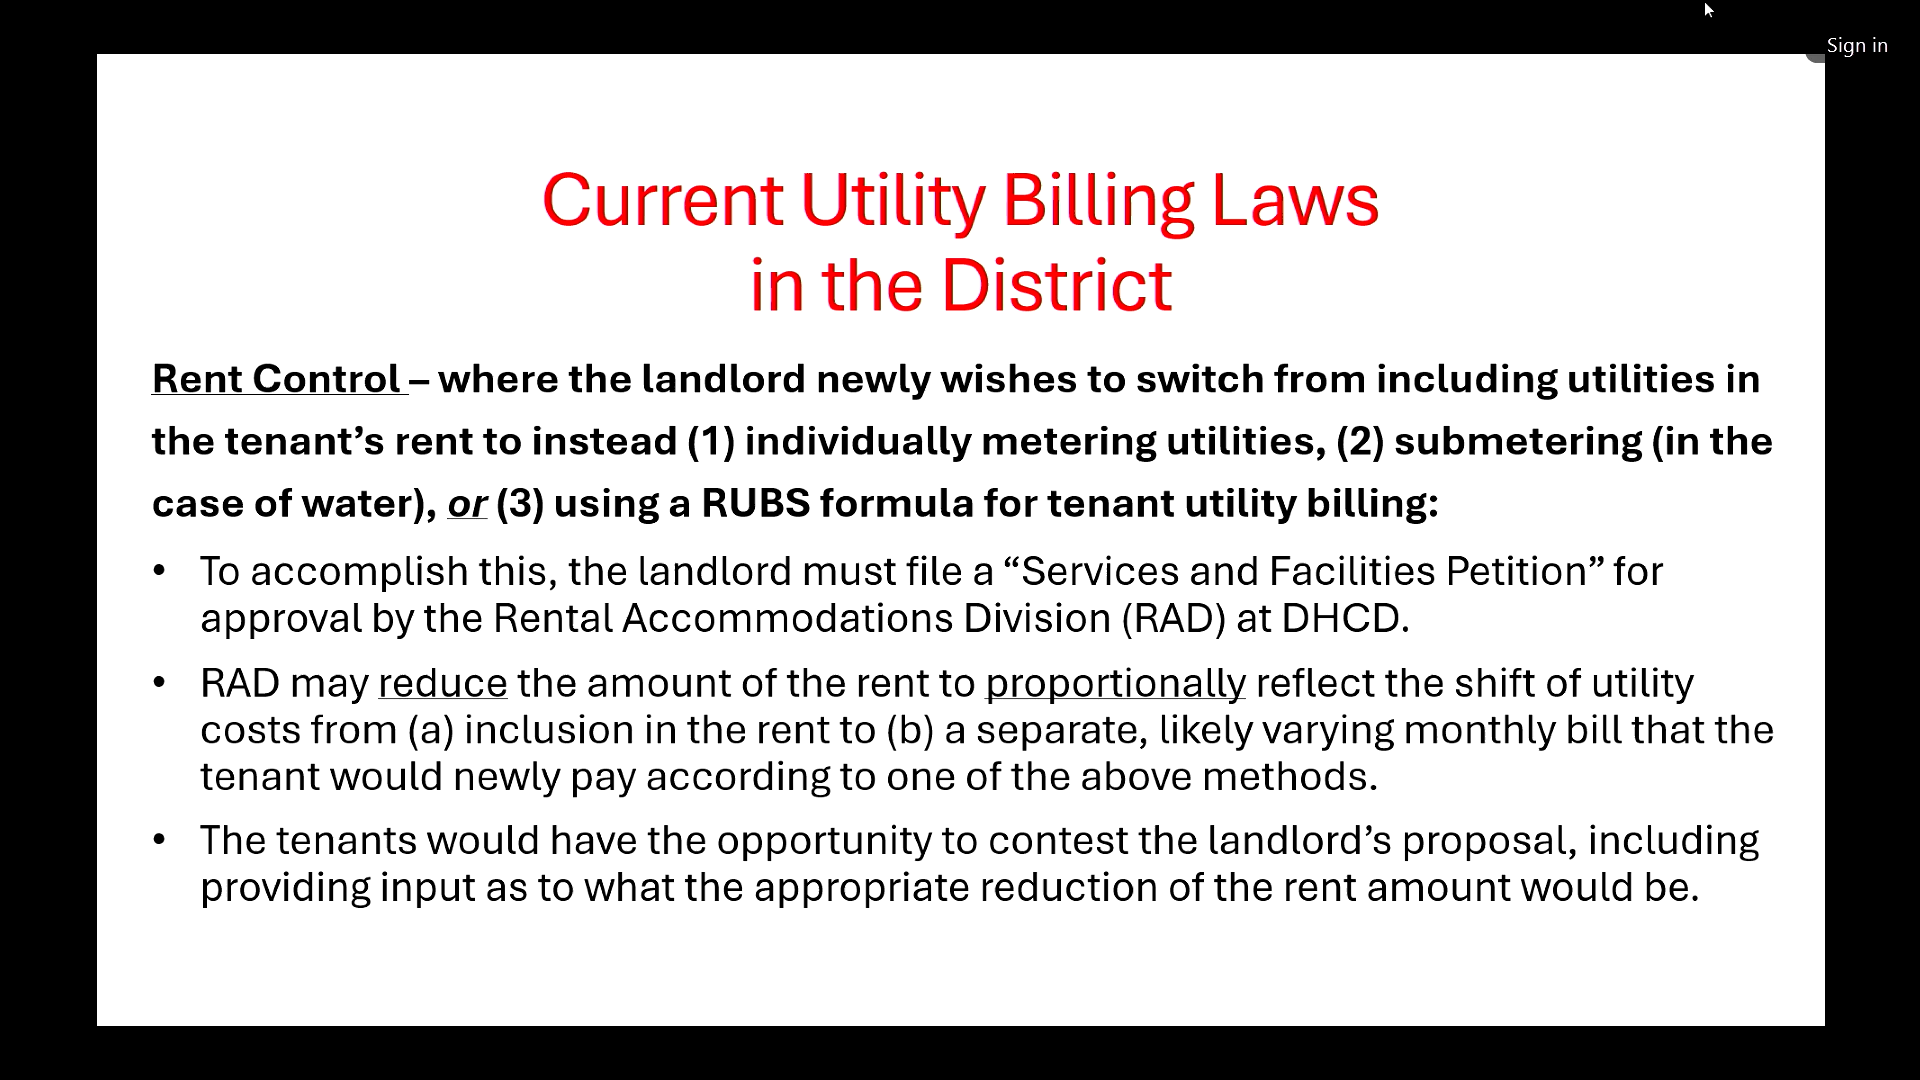 Sign in
Current Utility Billing Laws
in the District
Rent Control – where the landlord newly wishes to switch from including utilities in
the tenant’s rent to instead (1) individually metering utilities, (2) submetering (in the
case of water), or (3) using a RUBS formula for tenant utility billing:
• To accomplish this, the landlord must file a “Services and Facilities Petition” for
approval by the Rental Accommodations Division (RAD) at DHCD.
• RAD may reduce the amount of the rent to proportionally reflect the shift of utility
costs from (a) inclusion in the rent to (b) a separate, likely varying monthly bill that the
tenant would newly pay according to one of the above methods.
• The tenants would have the opportunity to contest the landlord’s proposal, including
providing input as to what the appropriate reduction of the rent amount would be.